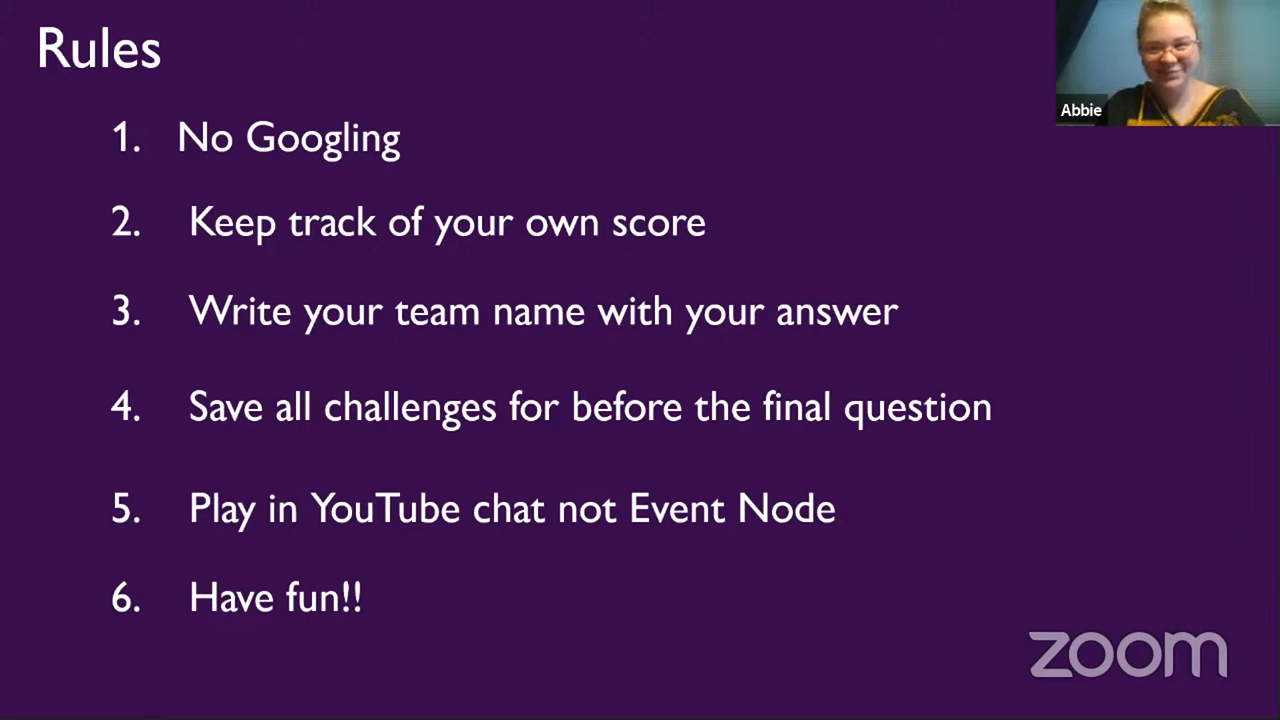 Rules
Abbie
1. No Googling
2. Keep track of your own score
3. Write your team name with your answer
4. Save all challenges for before the final question
5. Play in YouTube chat not Event Node
6. Have fun!!
zoom